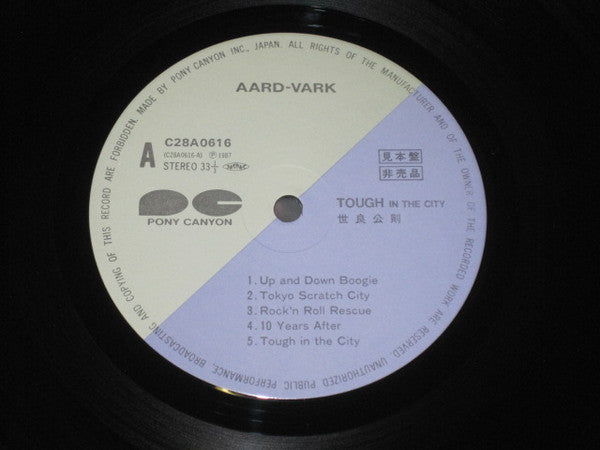 MADE BY PONY CANYON INC., JAPAN. ALL RIGHTS OF THE MANUFACTURER AND OF THE OWNER OF THE RECORDED WORK ARE RESERVED UNAUTHORIZED PUBLIC PERFORMANCE, BROADCASTING AND COPYING OF THIS RECORD ARE FORBIDDEN.
AARD-VARK
A
C28A0616
(C28A0616-A) Ⓟ 1987
STEREO 33 1/3
見本盤
非売品
PONY CANYON
TOUGH IN THE CITY
世良公則
1. Up and Down Boogie
2. Tokyo Scratch City
3. Rock'n Roll Rescue
4. 10 Years After
5. Tough in the City